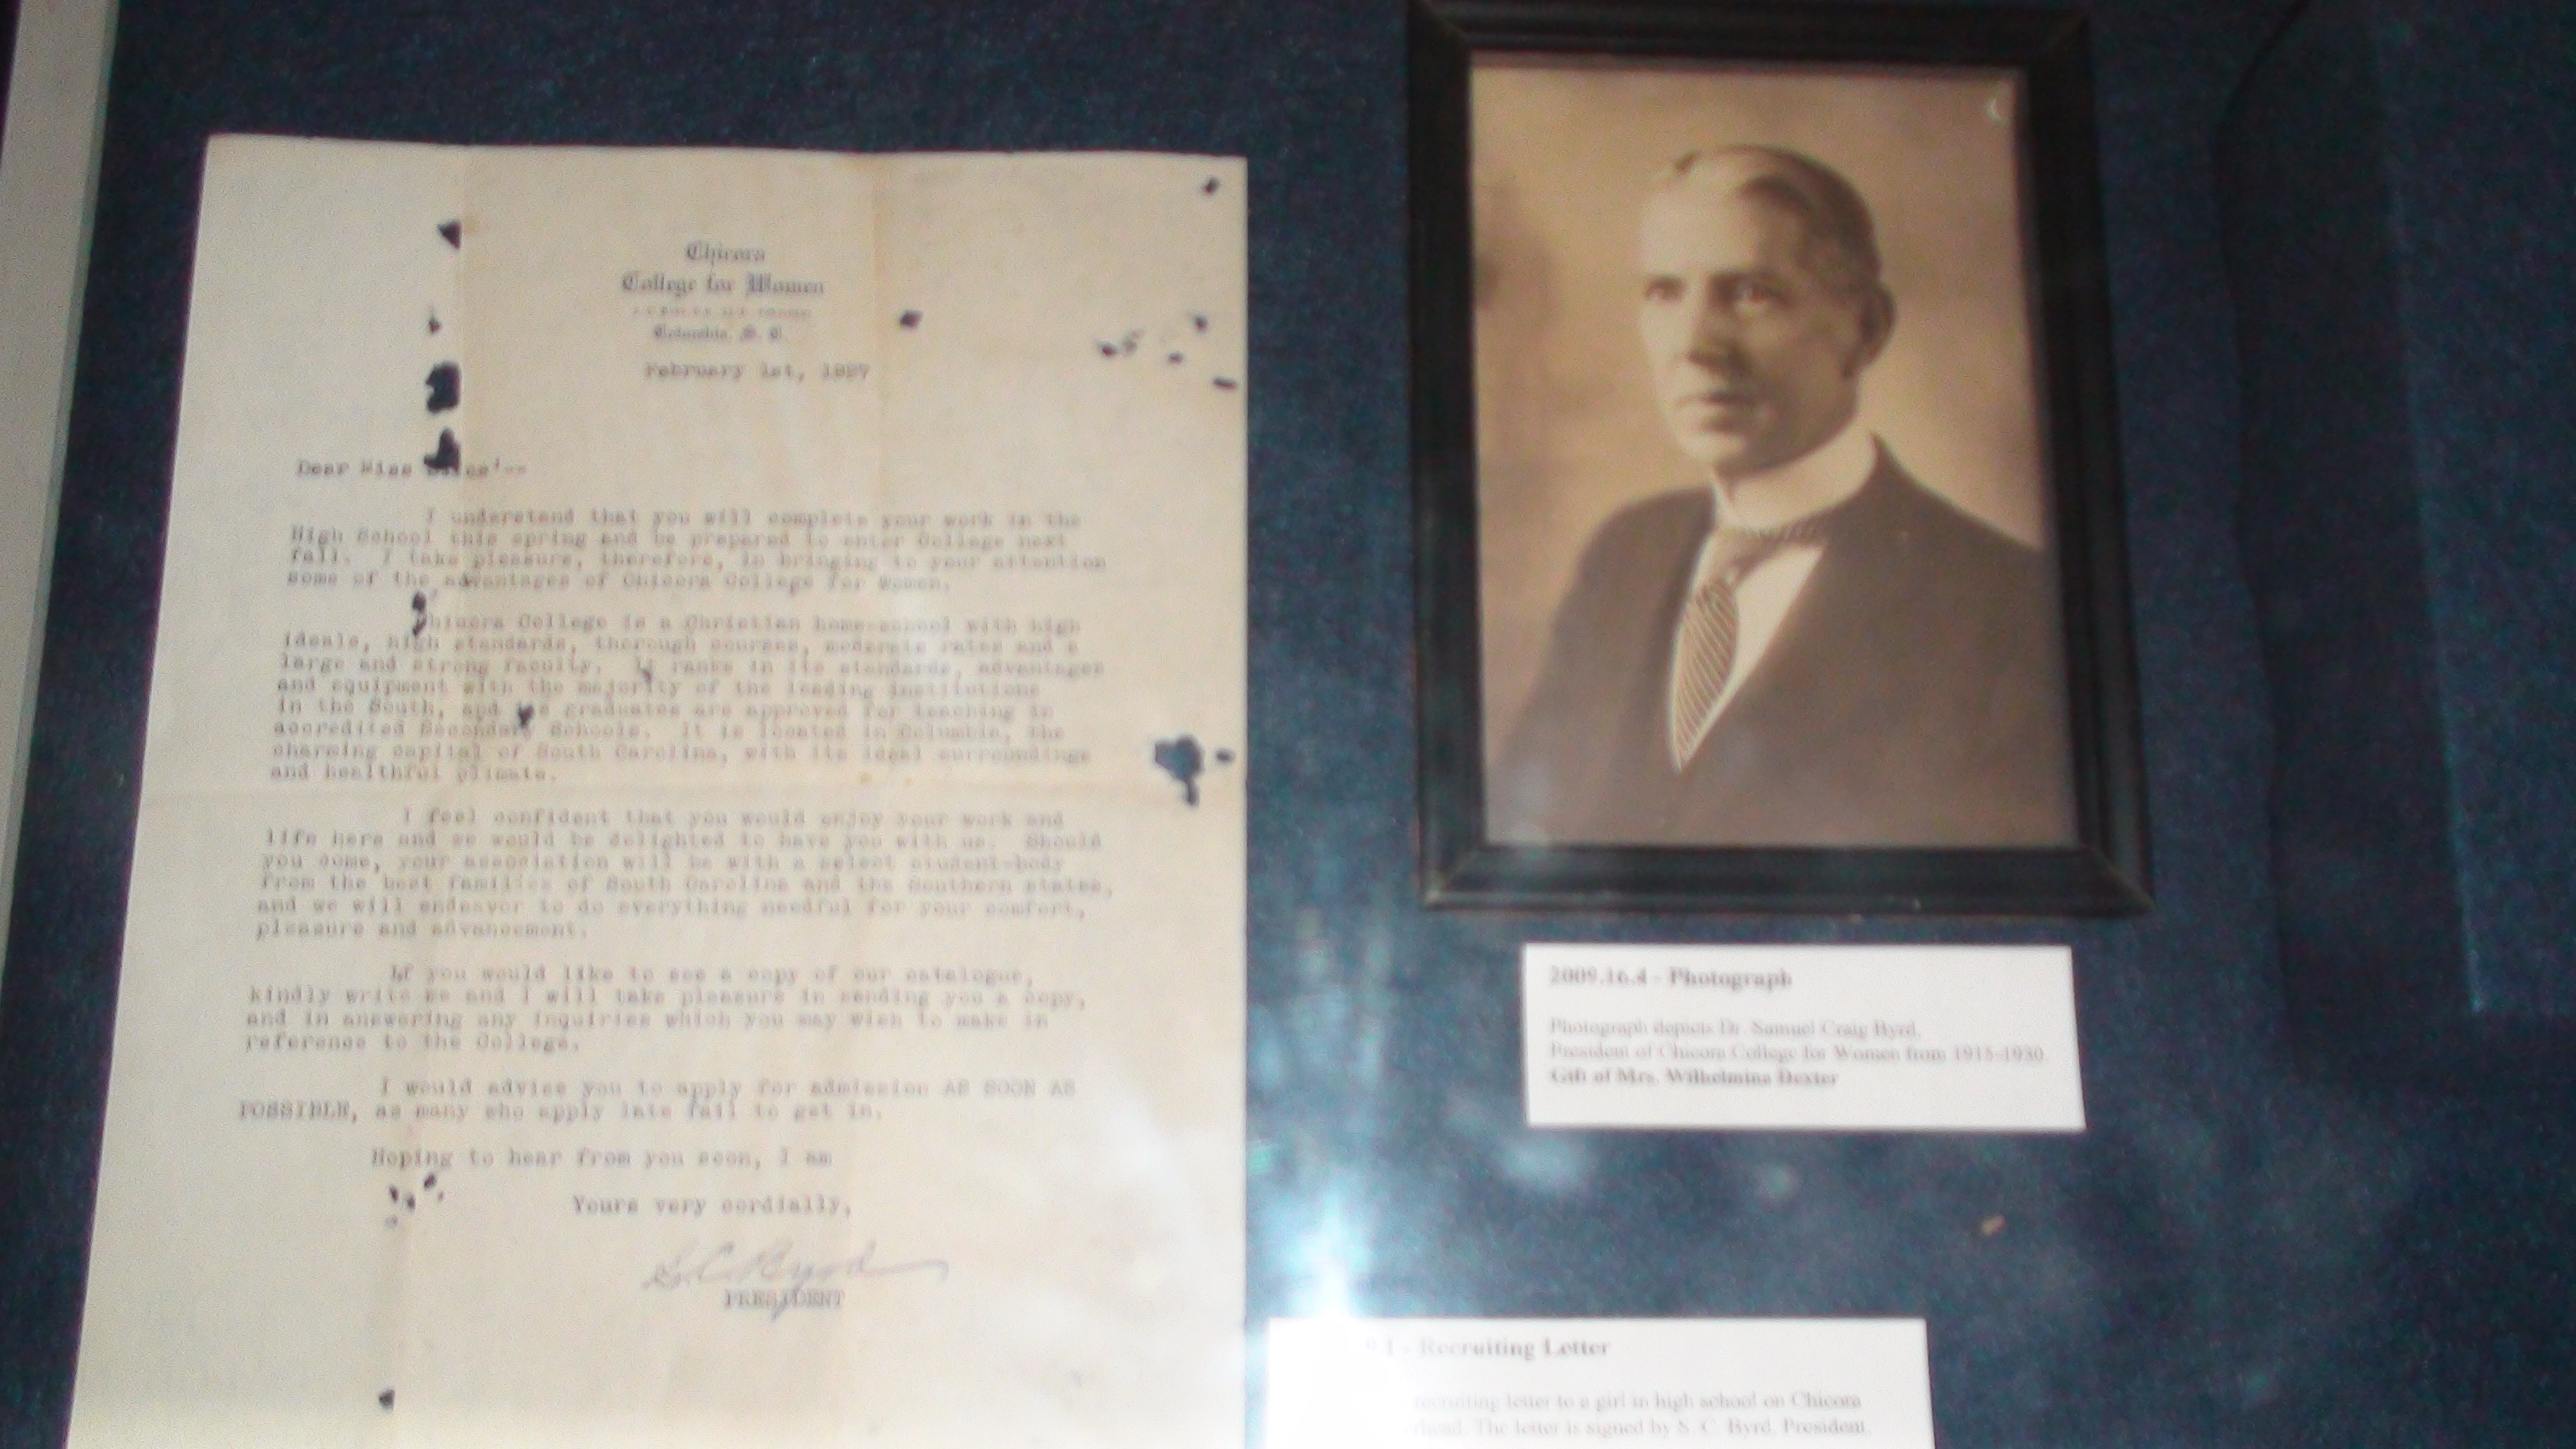 Chicora
College for Women
Columbia, S. C.
February 1st, 1927
Dear Miss
I understand that you will complete your work in the
High School this spring and be prepared to enter College next
fall. I take pleasure, therefore, in bringing to your attention
some of the advantages of Chicora College for Women.
Chicora College is a Christian home-school with high
ideals, high standards, thorough courses, moderate rates and a
large and strong faculty. It ranks in its standards, advantages
and equipment with the majority of the leading institutions
in the South, and its graduates are approved for teaching in
accredited Secondary Schools. It is located in Columbia, the
charming capital of South Carolina, with its ideal surroundings
and healthful climate.
I feel confident that you would enjoy your work and
life here and we would be delighted to have you with us. Should
you come, your association will be with a select student-body
from the best families of South Carolina and the Southern states,
and we will endeavor to do everything needful for your comfort,
pleasure and advancement.
If you would like to see a copy of our catalogue,
kindly write me and I will take pleasure in sending you a copy,
and in answering any inquiries which you may wish to make in
reference to the College.
I would advise you to apply for admission AS SOON AS
POSSIBLE, as many who apply late fail to get in.
Hoping to hear from you soon, I am
Yours very cordially,
S. C. Byrd
PRESIDENT
2009.16.4 - Photograph
Photograph depicts Dr. Samuel Craig Byrd,
President of Chicora College for Women from 1915-1930.
Gift of Mrs. Wilhelmina Dexter
- Recruiting Letter
recruiting letter to a girl in high school on Chicora
The letter is signed by S. C. Byrd, President.